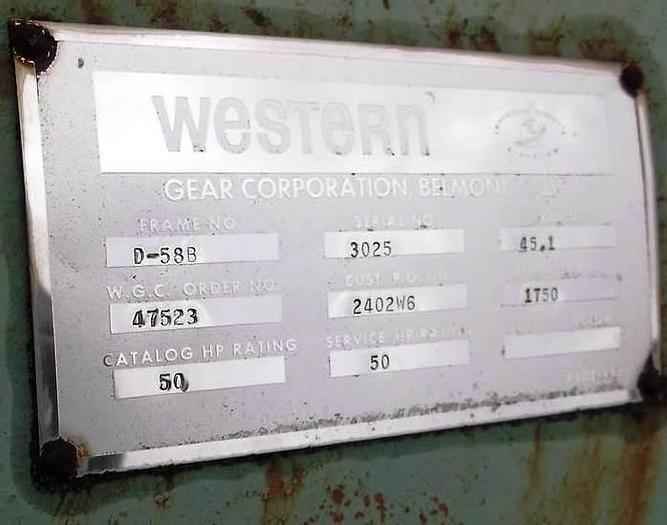 WESTERN
GEAR CORPORATION, BELMONT
FRAME NO SERIAL NO
D-58B 3025 45.1
W.G.C. ORDER NO CUST P.O. NO
47523 2402W6 1750
CATALOG HP RATING SERVICE HP RATING
50 50